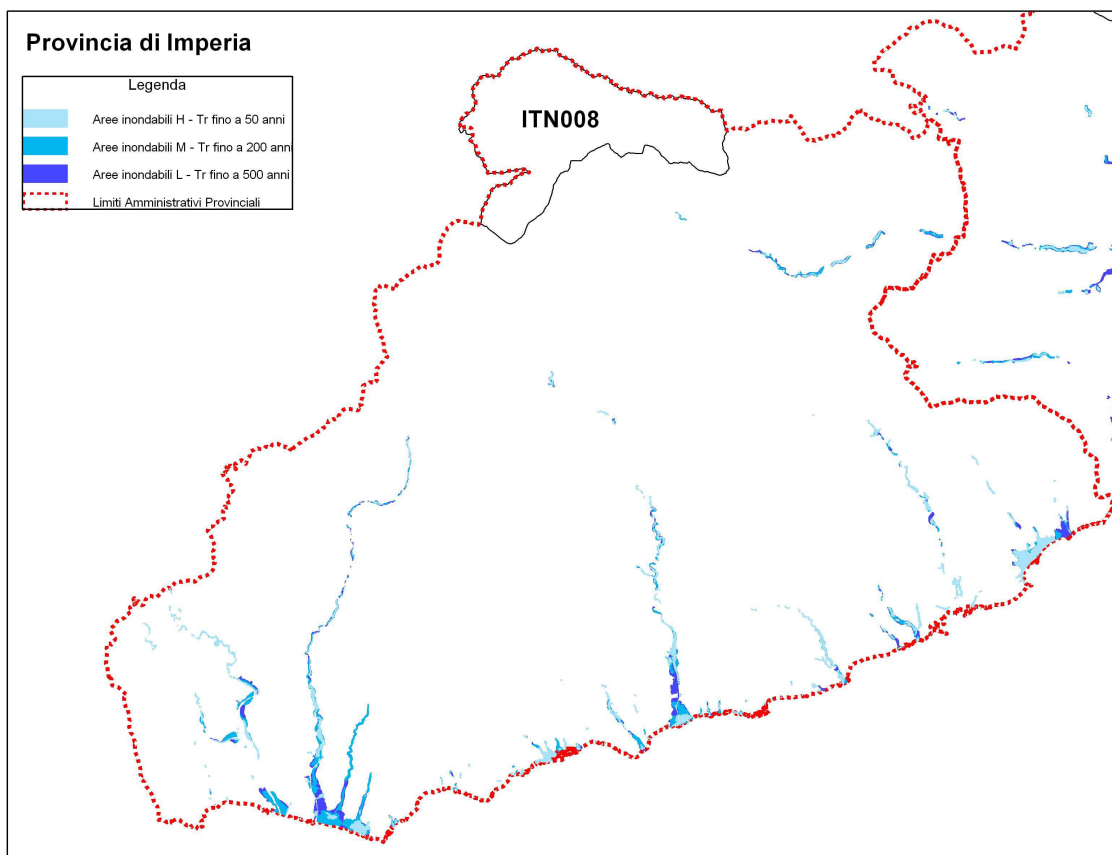 Provincia di Imperia
Legenda
Aree inondabili H - Tr fino a 50 anni
Aree inondabili M - Tr fino a 200 anni
Aree inondabili L - Tr fino a 500 anni
Limiti Amministrativi Provinciali
ITN008